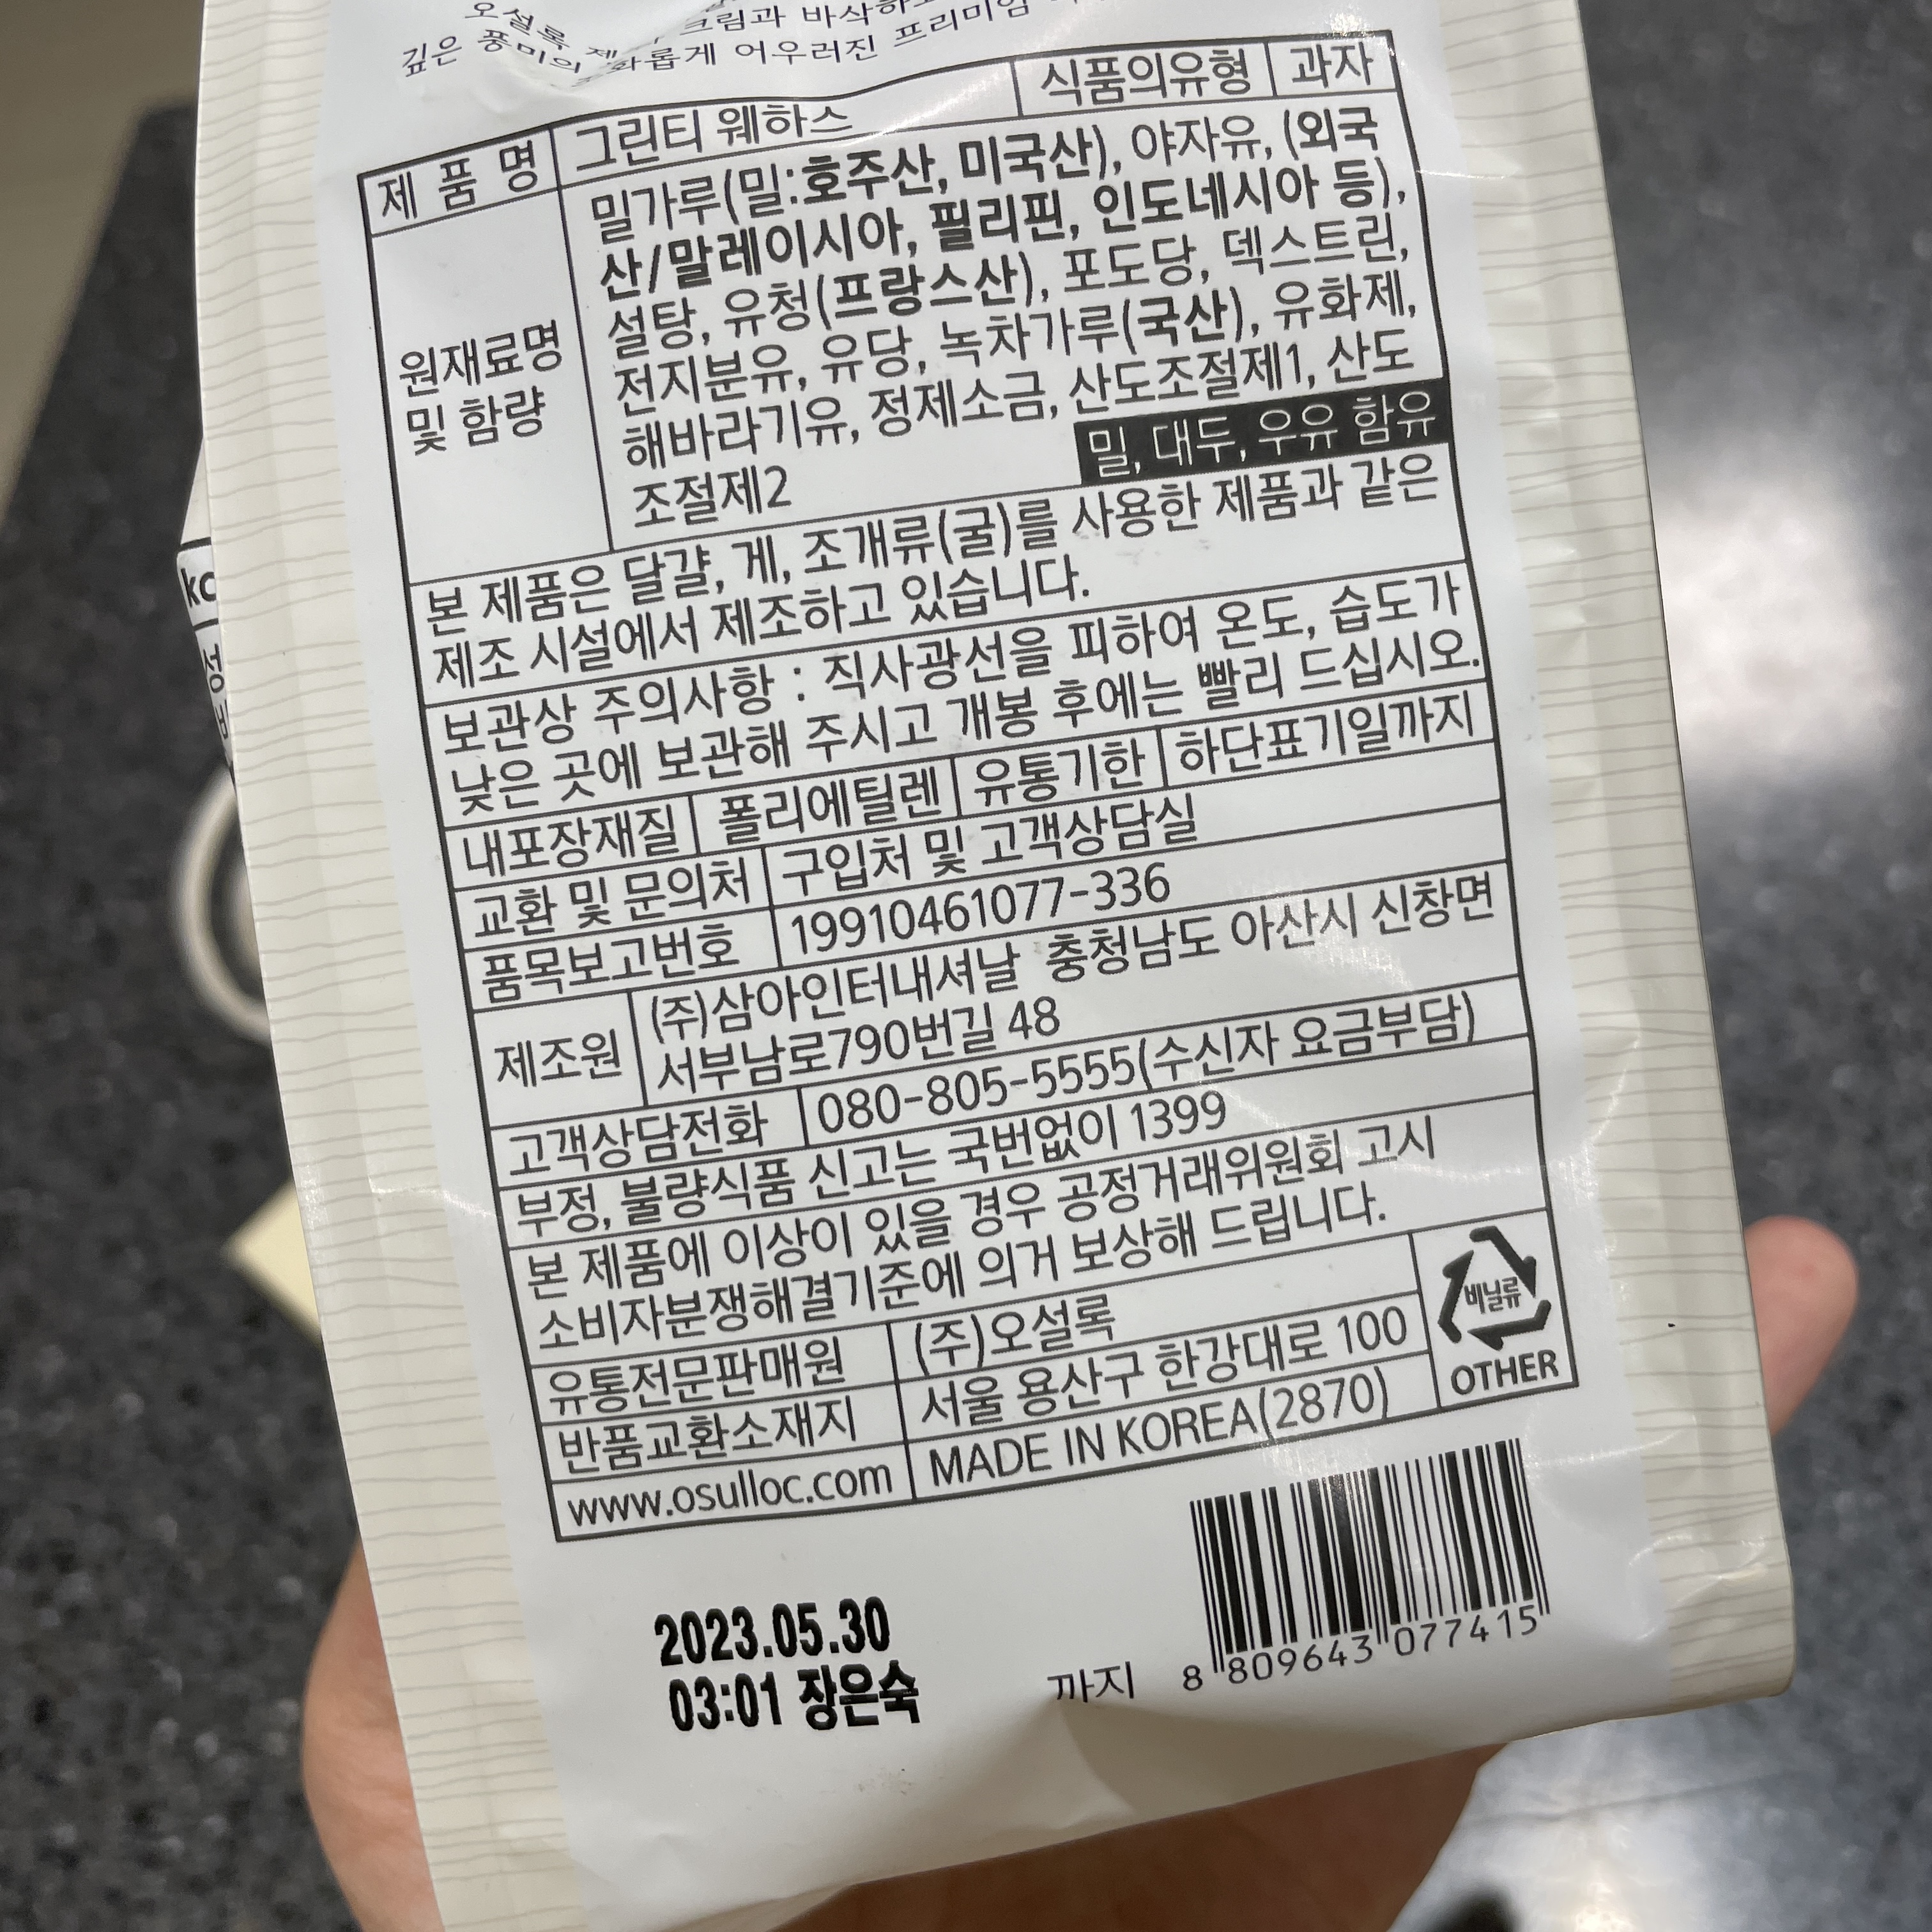 오설록
크림과 바삭하
깊은 풍미의
화롭게 어우러진 프리미엄
제 품 명 그린티 웨하스 식품의유형 과자
원재료명 및 함량
밀가루(밀:호주산, 미국산), 야자유, (외국
산/말레이시아, 필리핀, 인도네시아 등),
설탕, 유청(프랑스산), 포도당, 덱스트린,
전지분유, 유당, 녹차가루(국산), 유화제,
해바라기유, 정제소금, 산도조절제1, 산도
조절제2
밀, 대두, 우유 함유
본 제품은 달걀, 게, 조개류(굴)를 사용한 제품과 같은
제조 시설에서 제조하고 있습니다.
보관상 주의사항 : 직사광선을 피하여 온도, 습도가
낮은 곳에 보관해 주시고 개봉 후에는 빨리 드십시오.
내포장재질 폴리에틸렌 유통기한 하단표기일까지
교환 및 문의처 구입처 및 고객상담실
품목보고번호 19910461077-336
제조원 (주)삼아인터내셔날 충청남도 아산시 신창면
서부남로790번길 48
고객상담전화 080-805-5555(수신자 요금부담)
부정, 불량식품 신고는 국번없이 1399
본 제품에 이상이 있을 경우 공정거래위원회 고시
소비자분쟁해결기준에 의거 보상해 드립니다.
유통전문판매원 (주)오설록
반품교환소재지 서울 용산구 한강대로 100
www.osulloc.com MADE IN KOREA(2870)
비닐류
OTHER
2023.05.30
03:01 장은숙
까지
8 809643 077415